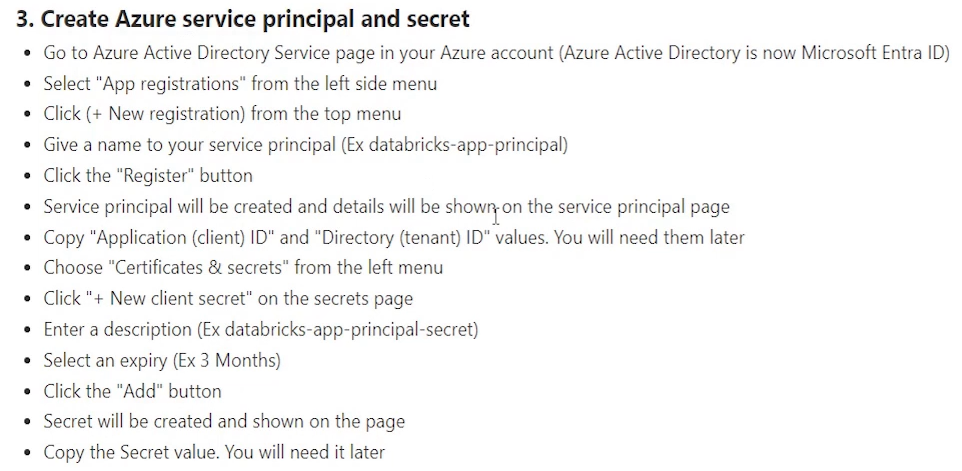 3. Create Azure service principal and secret
• Go to Azure Active Directory Service page in your Azure account (Azure Active Directory is now Microsoft Entra ID)
• Select "App registrations" from the left side menu
• Click (+ New registration) from the top menu
• Give a name to your service principal (Ex databricks-app-principal)
• Click the "Register" button
• Service principal will be created and details will be shown on the service principal page
• Copy "Application (client) ID" and "Directory (tenant) ID" values. You will need them later
• Choose "Certificates & secrets" from the left menu
• Click "+ New client secret" on the secrets page
• Enter a description (Ex databricks-app-principal-secret)
• Select an expiry (Ex 3 Months)
• Click the "Add" button
• Secret will be created and shown on the page
• Copy the Secret value. You will need it later